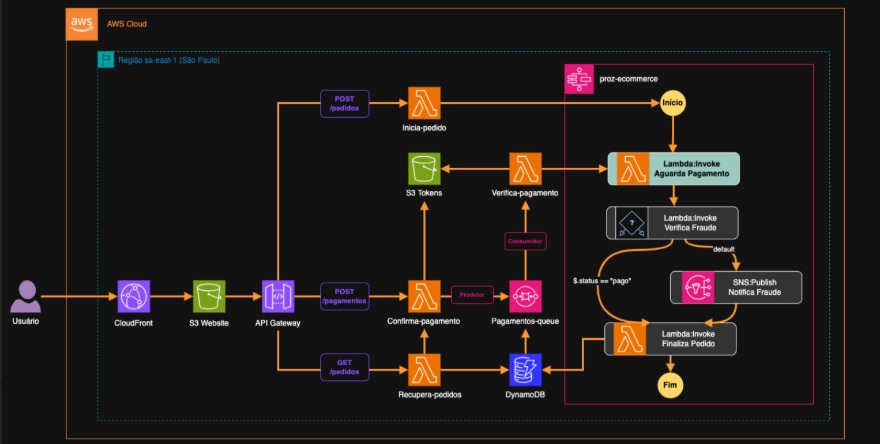 aws
AWS Cloud
Região sa-east-1 (São Paulo)
proz-ecommerce
POST
/pedidos
Inicia-pedido
Início
S3 Tokens
Verifica-pagamento
Lambda:Invoke
Aguarda Pagamento
?
Lambda:Invoke
Verifica Fraude
Consumidor
default
$.status == "pago"
SNS:Publish
Notifica Fraude
Usuário
CloudFront
S3 Website
API Gateway
POST
/pagamentos
Confirma-pagamento
Produtor
Pagamentos-queue
Lambda:Invoke
Finaliza Pedido
GET
/pedidos
Recupera-pedidos
DynamoDB
Fim